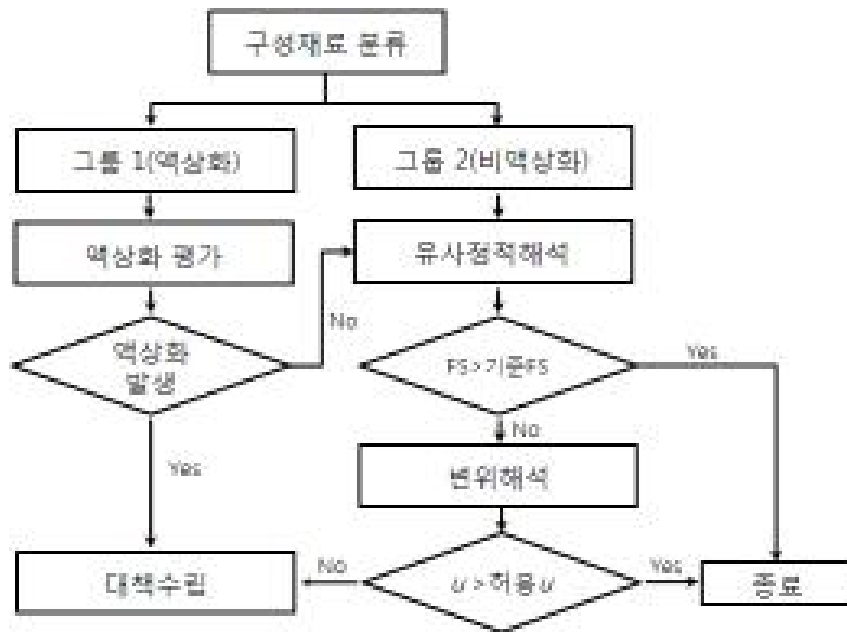 구성재료 분류
그룹 1(액상화)
그룹 2(비액상화)
액상화 평가
유사정적해석
No
액상화
발생
FS>기준FS
Yes
No
Yes
변위해석
대책수립
No
u>허용u
Yes
종료